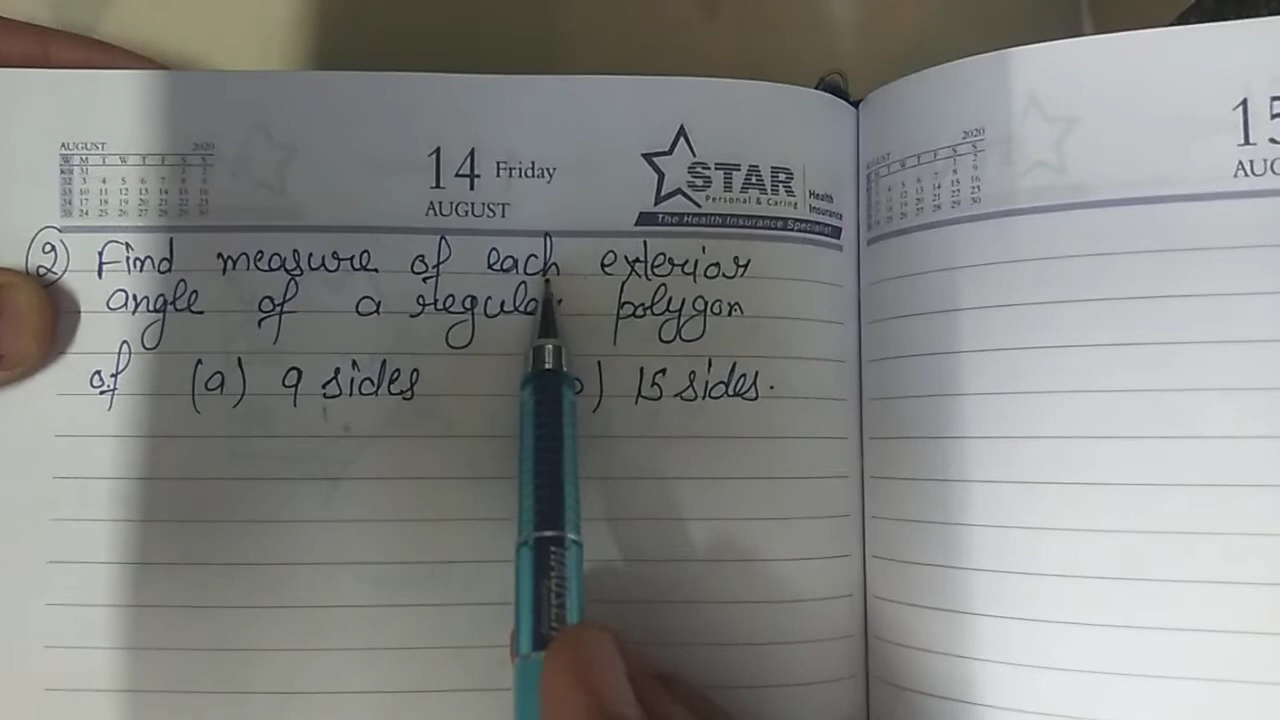 AUGUST 2020
14 Friday
AUGUST
STAR
Personal & Caring
Health
Insurance
The Health Insurance Specialist
2020
15
AUG
(2) Find measure of each exterior
angle of a regular polygon
of (a) 9 sides b) 15 sides.